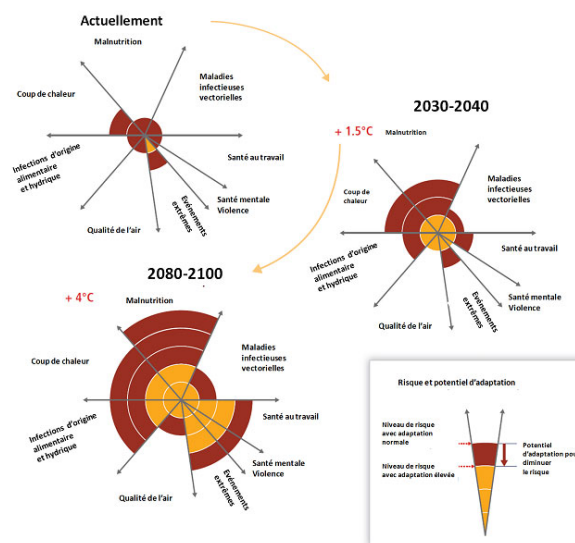 Actuellement
Malnutrition
Maladies
infectieuses
vectorielles
Coup de chaleur
Infections d'origine
alimentaire
et hydrique
Santé au travail
Santé mentale
Violence
Evénements
extrêmes
Qualité de l'air
2030-2040
+ 1.5°C
Malnutrition
Maladies
infectieuses
vectorielles
Coup de
chaleur
Infections d'origine
alimentaire
et hydrique
Santé au travail
Santé mentale
Violence
Evénements
extrêmes
Qualité de l'air
2080-2100
+ 4°C
Malnutrition
Maladies
infectieuses
vectorielles
Coup de chaleur
Infections d'origine
alimentaire
et hydrique
Santé au travail
Santé mentale
Violence
Evénements
extrêmes
Qualité de l'air
Risque et potentiel d'adaptation
Niveau de risque
avec adaptation
normale
Niveau de risque
avec adaptation élevée
Potentiel
d'adaptation pou
diminuer
le risque